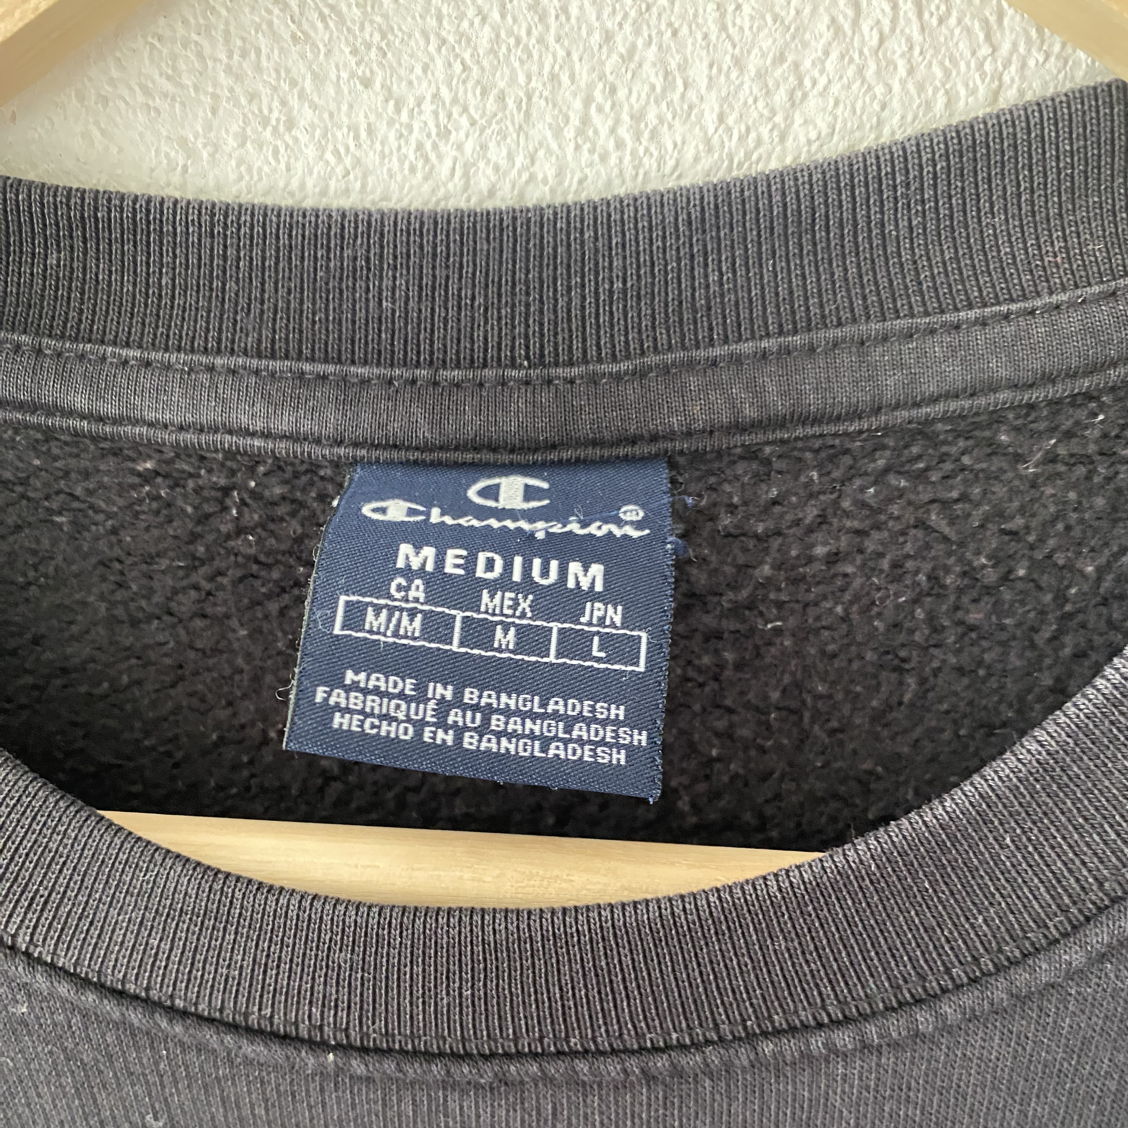 Champion
MEDIUM
CA MEX JPN
M/M M L
MADE IN BANGLADESH
FABRIQUÉ AU BANGLADESH
HECHO EN BANGLADESH